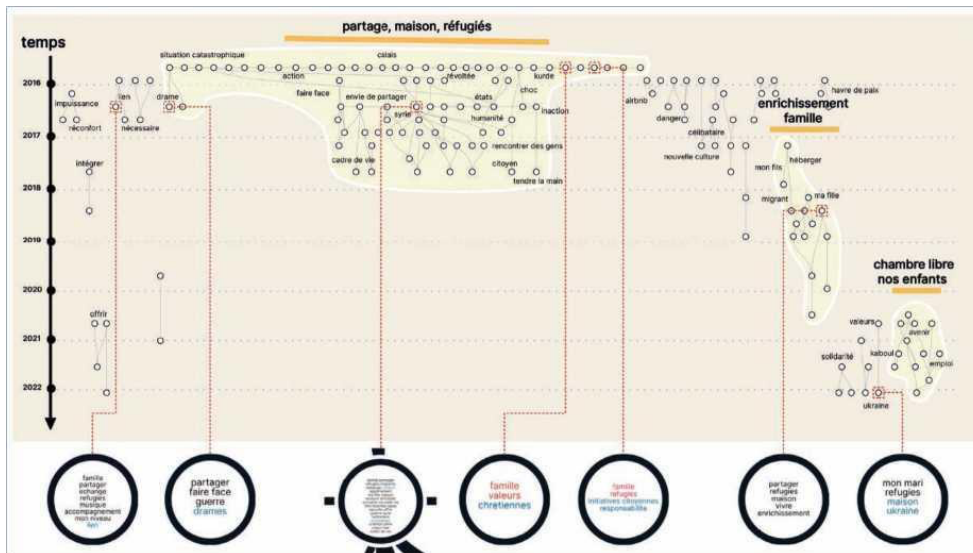 partage, maison, réfugiés
temps
situation catastrophique
calais
2016
action
révoltée
kurde
choc
lien
drame
faire face
envie de partager
états
inaction
airbnb
havre de paix
impuissance
réconfort
nécessaire
syrie
humanité
danger
célibataire
enrichissement
famille
2017
rencontrer des gens
intégrer
cadre de vie
citoyen
tendre la main
nouvelle culture
mon fils
héberger
2018
migrant
ma fille
2019
chambre libre
nos enfants
2020
offrir
valeurs
avenir
2021
solidarité
kaboul
emploi
2022
ukraine
famille
partager
echange
refugies
musique
accompagnement
mon niveau
lien
partager
faire face
guerre
drames
famille
valeurs
chretiennes
famille
refugies
initiatives citoyennes
responsabilite
partager
refugies
maison
vivre
enrichissement
mon mari
refugies
maison
ukraine